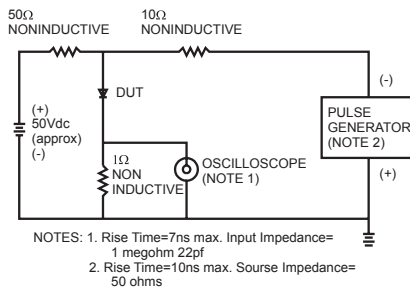 50Ω
NONINDUCTIVE
10Ω
NONINDUCTIVE
(+)
50Vdc
(approx)
(-)
DUT
1Ω
NON
INDUCTIVE
OSCILLOSCOPE
(NOTE 1)
(-)
PULSE
GENERATOR
(NOTE 2)
(+)
NOTES: 1. Rise Time=7ns max. Input Impedance=
1 megohm 22pf
2. Rise Time=10ns max. Sourse Impedance=
50 ohms